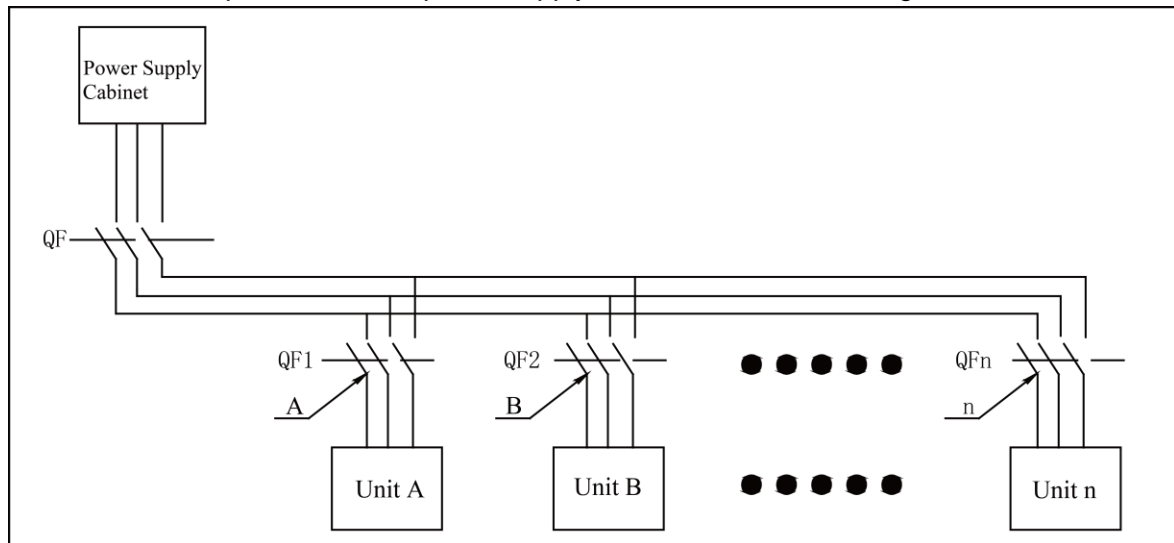 Power Supply
Cabinet
QF
QF1
QF2
QFn
A
B
n
Unit A
Unit B
Unit n